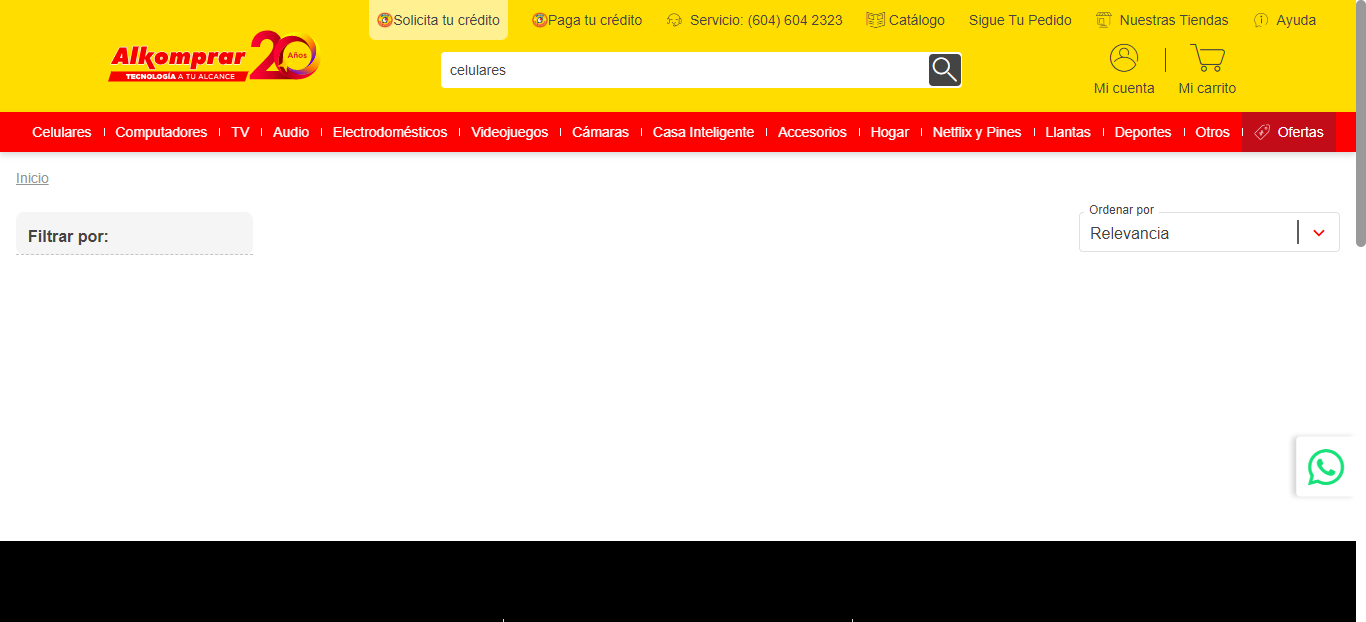 Solicita tu crédito
Paga tu crédito
Servicio: (604) 604 2323
Catálogo
Sigue Tu Pedido
Nuestras Tiendas
Ayuda
Alkomprar 20 Años
TECNOLOGÍA A TU ALCANCE
celulares
Mi cuenta
Mi carrito
Celulares
Computadores
TV
Audio
Electrodomésticos
Videojuegos
Cámaras
Casa Inteligente
Accesorios
Hogar
Netflix y Pines
Llantas
Deportes
Otros
Ofertas
Inicio
Filtrar por:
Ordenar por
Relevancia